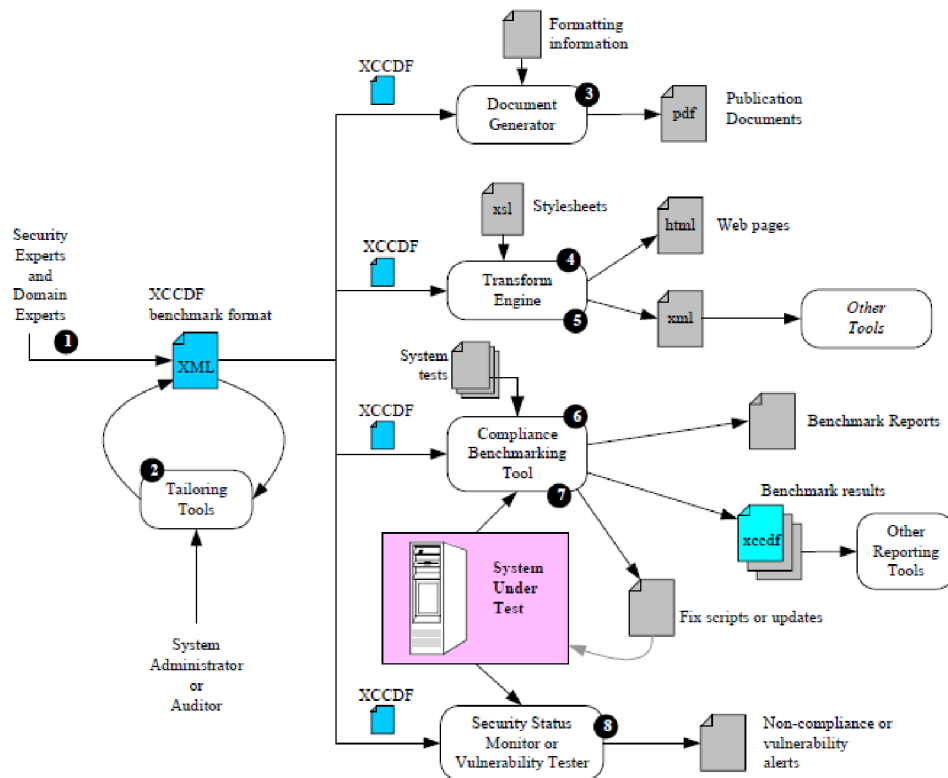 Formatting
information
XCCDF
3
Document
Generator
pdf
Publication
Documents
xsl
Stylesheets
html
Web pages
XCCDF
4
Transform
Engine
5
xml
Other
Tools
Security
Experts
and
Domain
Experts
1
XCCDF
benchmark format
XML
System
tests
XCCDF
6
Compliance
Benchmarking
Tool
7
Benchmark Reports
2
Tailoring
Tools
Benchmark results
xccdf
Other
Reporting
Tools
System
Under
Test
Fix scripts or updates
System
Administrator
or
Auditor
XCCDF
Security Status
Monitor or
Vulnerability Tester
8
Non-compliance or
vulnerability
alerts